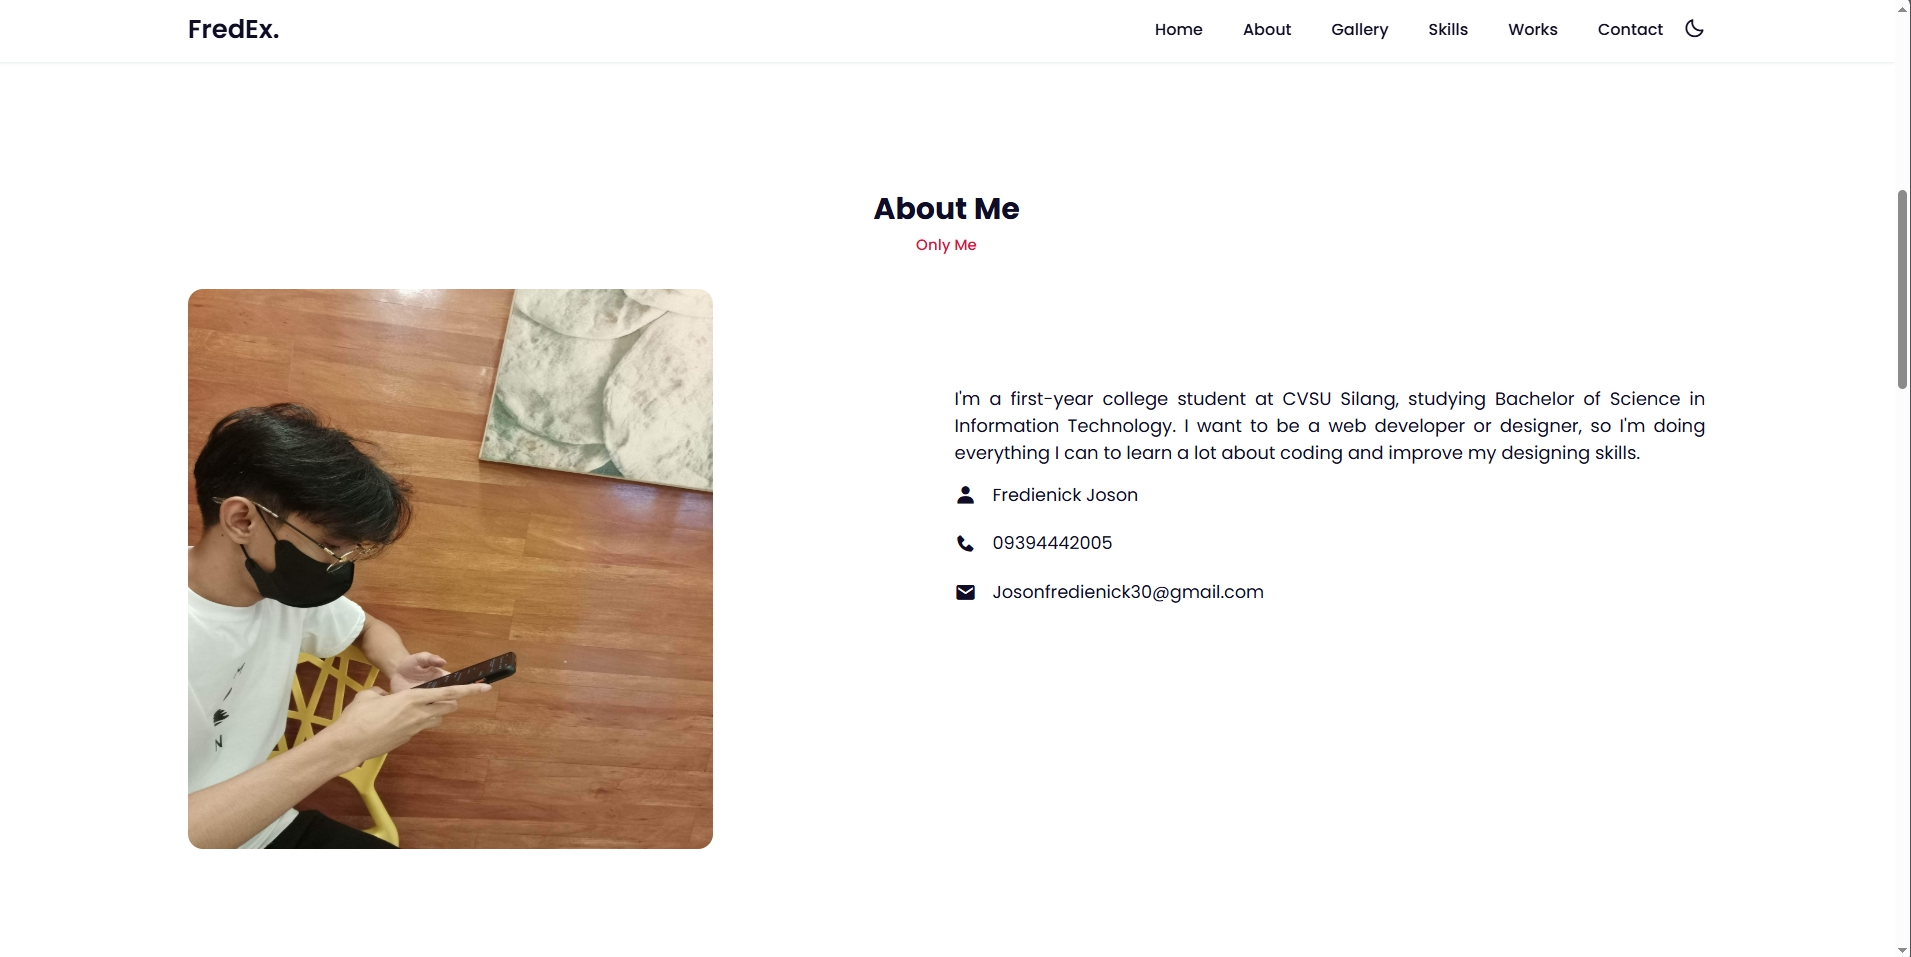 FredEx.
Home About Gallery Skills Works Contact
About Me
Only Me
I'm a first-year college student at CVSU Silang, studying Bachelor of Science in
Information Technology. I want to be a web developer or designer, so I'm doing
everything I can to learn a lot about coding and improve my designing skills.
Fredienick Joson
09394442005
Josonfredienick30@gmail.com